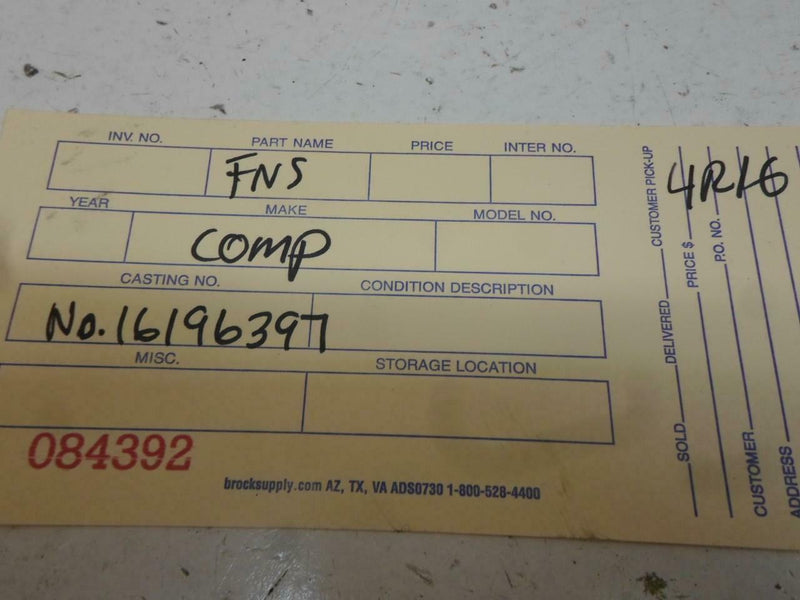 INV. NO. PART NAME PRICE INTER NO.
FNS
YEAR MAKE MODEL NO.
COMP
CASTING NO. CONDITION DESCRIPTION
No. 16196397
MISC. STORAGE LOCATION
084392
brocksupply.com AZ, TX, VA ADS0730 1-800-528-4400
4R16
SOLD DELIVERED CUSTOMER PICK-UP
PRICE $
P.O. NO.
CUSTOMER
ADDRESS